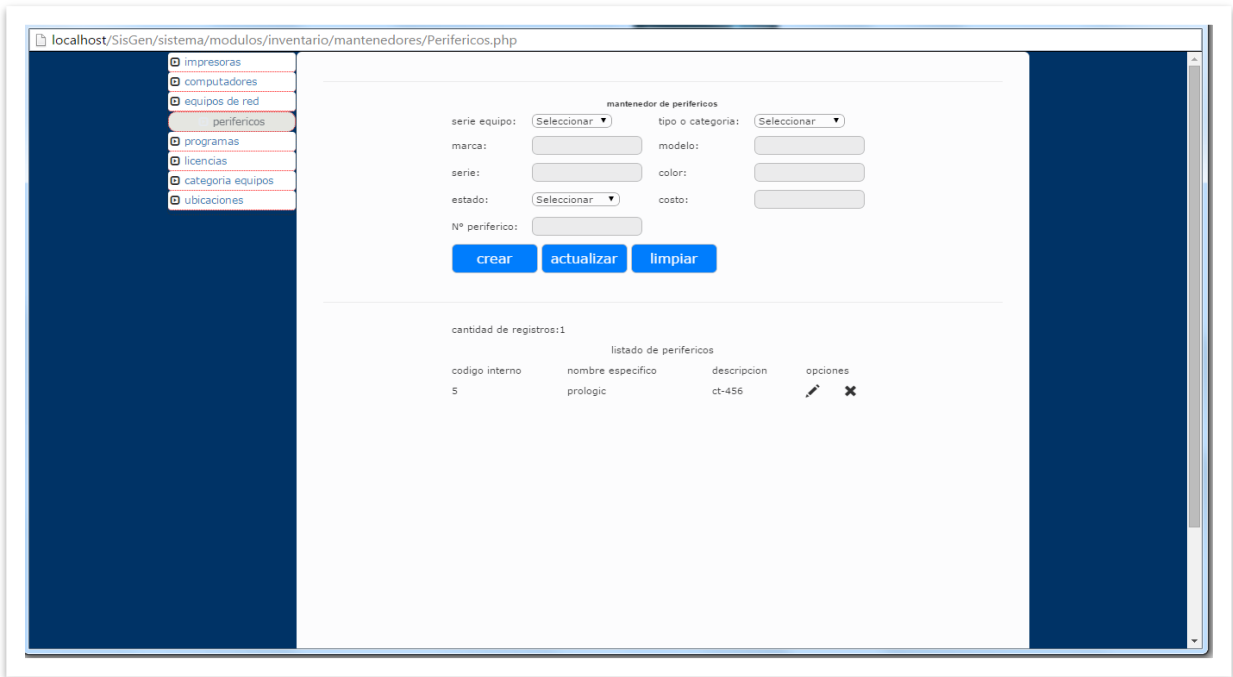 localhost/SisGen/sistema/modulos/inventario/mantenedores/Perifericos.php
impresoras
computadores
equipos de red
perifericos
programas
licencias
categoria equipos
ubicaciones
mantenedor de perifericos
serie equipo: Seleccionar tipo o categoria: Seleccionar
marca: modelo:
serie: color:
estado: Seleccionar costo:
Nº periferico:
crear actualizar limpiar
cantidad de registros:1
listado de perifericos
codigo interno nombre especifico descripcion opciones
5 prologic ct-456